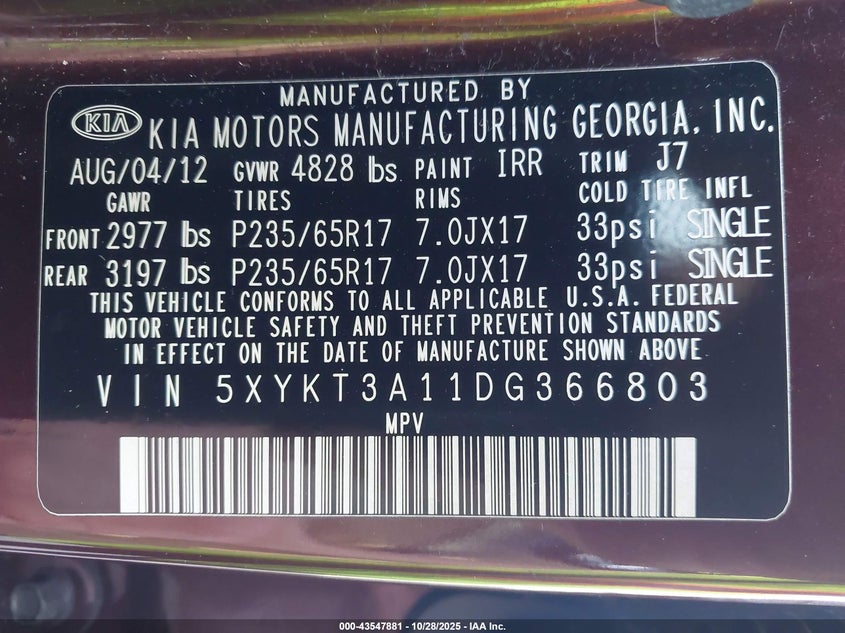 MANUFACTURED BY
KIA KIA MOTORS MANUFACTURING GEORGIA, INC.
AUG/04/12 GVWR 4828 lbs PAINT IRR TRIM J7
GAWR TIRES RIMS COLD TIRE INFL
FRONT 2977 lbs P235/65R17 7.0JX17 33psi SINGLE
REAR 3197 lbs P235/65R17 7.0JX17 33psi SINGLE
THIS VEHICLE CONFORMS TO ALL APPLICABLE U.S.A. FEDERAL
MOTOR VEHICLE SAFETY AND THEFT PREVENTION STANDARDS
IN EFFECT ON THE DATE OF MANUFACTURE SHOWN ABOVE
VIN 5XYKT3A11DG366803
MPV
000-43547881 - 10/28/2025 - IAA Inc.